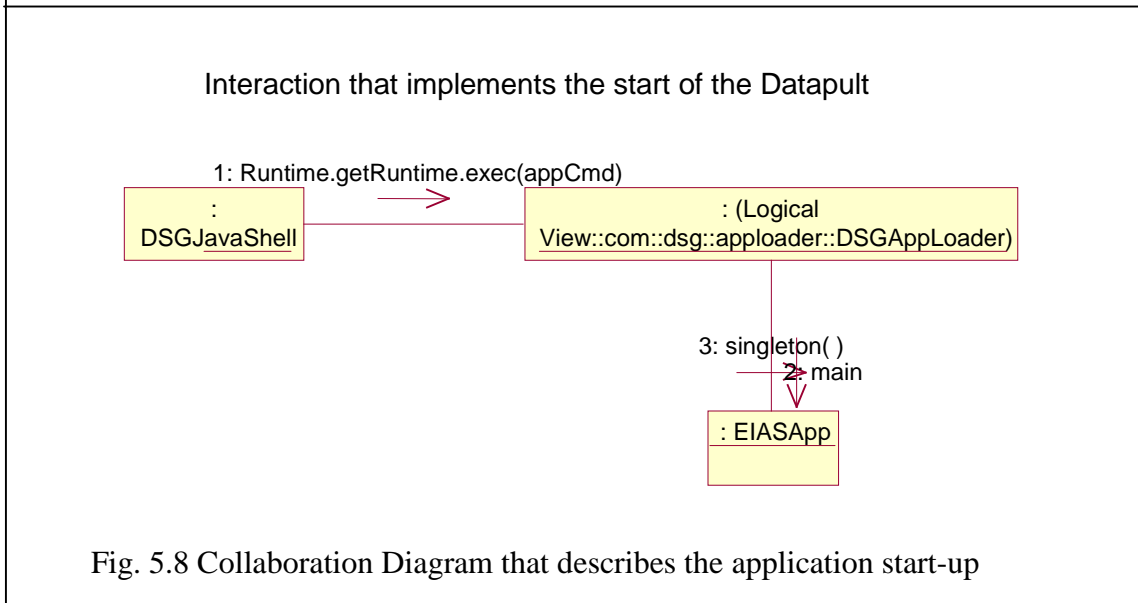 Interaction that implements the start of the Datapult
1: Runtime.getRuntime.exec(appCmd)
:
DSGJavaShell
: (Logical
View::com::dsg::apploader::DSGAppLoader)
3: singleton( )
2: main
: EIASApp
Fig. 5.8 Collaboration Diagram that describes the application start-up